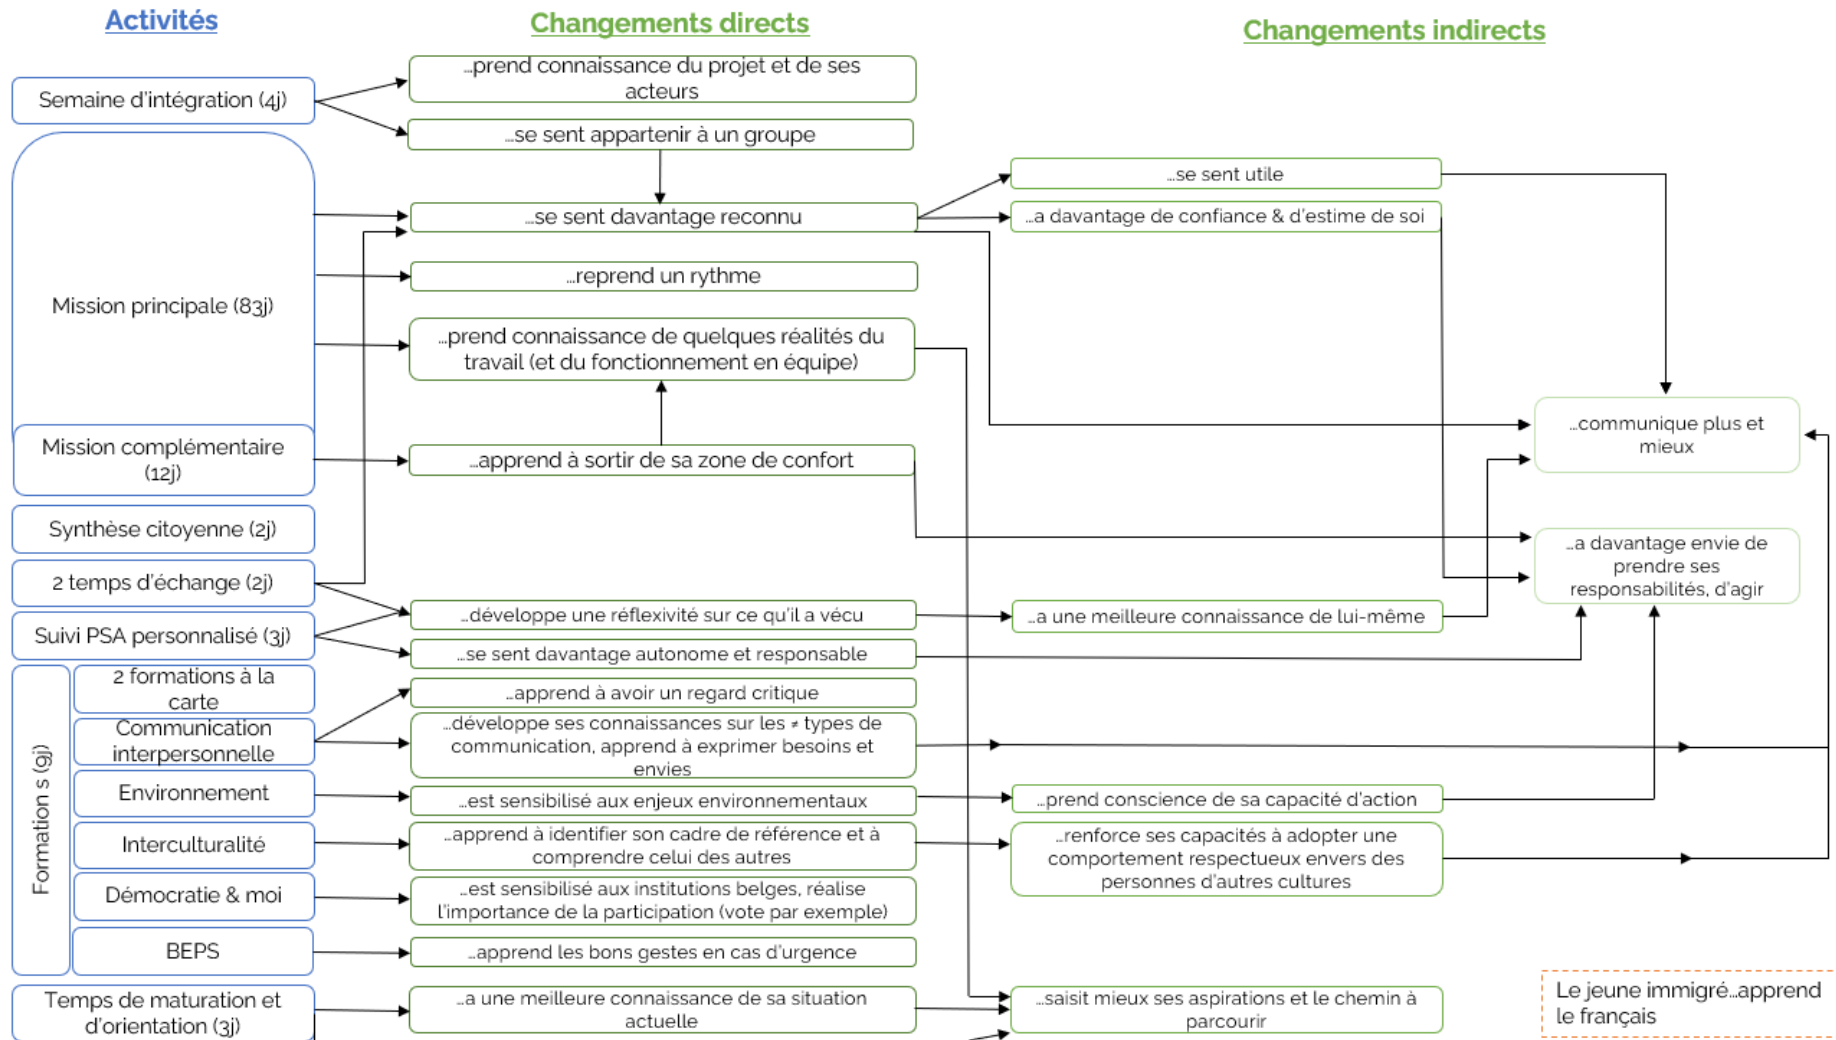 Activités
Changements directs
Changements indirects
Semaine d'intégration (4j)
Mission principale (83j)
Mission complémentaire
(12j)
Synthèse citoyenne (2j)
2 temps d'échange (2j)
Suivi PSA personnalisé (3j)
Formation s (9j)
2 formations à la
carte
Communication
interpersonnelle
Environnement
Interculturalité
Démocratie & moi
BEPS
Temps de maturation et
d'orientation (3j)
…prend connaissance du projet et de ses
acteurs
…se sent appartenir à un groupe
…se sent davantage reconnu
…reprend un rythme
…prend connaissance de quelques réalités du
travail (et du fonctionnement en équipe)
…apprend à sortir de sa zone de confort
…développe une réflexivité sur ce qu'il a vécu
…se sent davantage autonome et responsable
…apprend à avoir un regard critique
…développe ses connaissances sur les ≠ types de
communication, apprend à exprimer besoins et
envies
…est sensibilisé aux enjeux environnementaux
…apprend à identifier son cadre de référence et à
comprendre celui des autres
…est sensibilisé aux institutions belges, réalise
l'importance de la participation (vote par exemple)
…apprend les bons gestes en cas d'urgence
…a une meilleure connaissance de sa situation
actuelle
…se sent utile
…a davantage de confiance & d'estime de soi
…a une meilleure connaissance de lui-même
…prend conscience de sa capacité d'action
…renforce ses capacités à adopter une
comportement respectueux envers des
personnes d'autres cultures
…saisit mieux ses aspirations et le chemin à
parcourir
…communique plus et
mieux
…a davantage envie de
prendre ses
responsabilités, d'agir
Le jeune immigré…apprend
le français